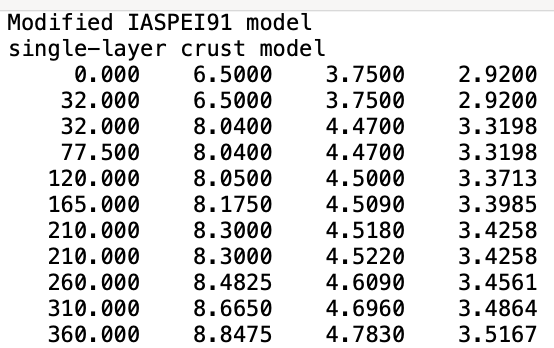 Modified IASPEI91 model
single-layer crust model
0.000 6.5000 3.7500 2.9200
32.000 6.5000 3.7500 2.9200
32.000 8.0400 4.4700 3.3198
77.500 8.0400 4.4700 3.3198
120.000 8.0500 4.5000 3.3713
165.000 8.1750 4.5090 3.3985
210.000 8.3000 4.5180 3.4258
210.000 8.3000 4.5220 3.4258
260.000 8.4825 4.6090 3.4561
310.000 8.6650 4.6960 3.4864
360.000 8.8475 4.7830 3.5167